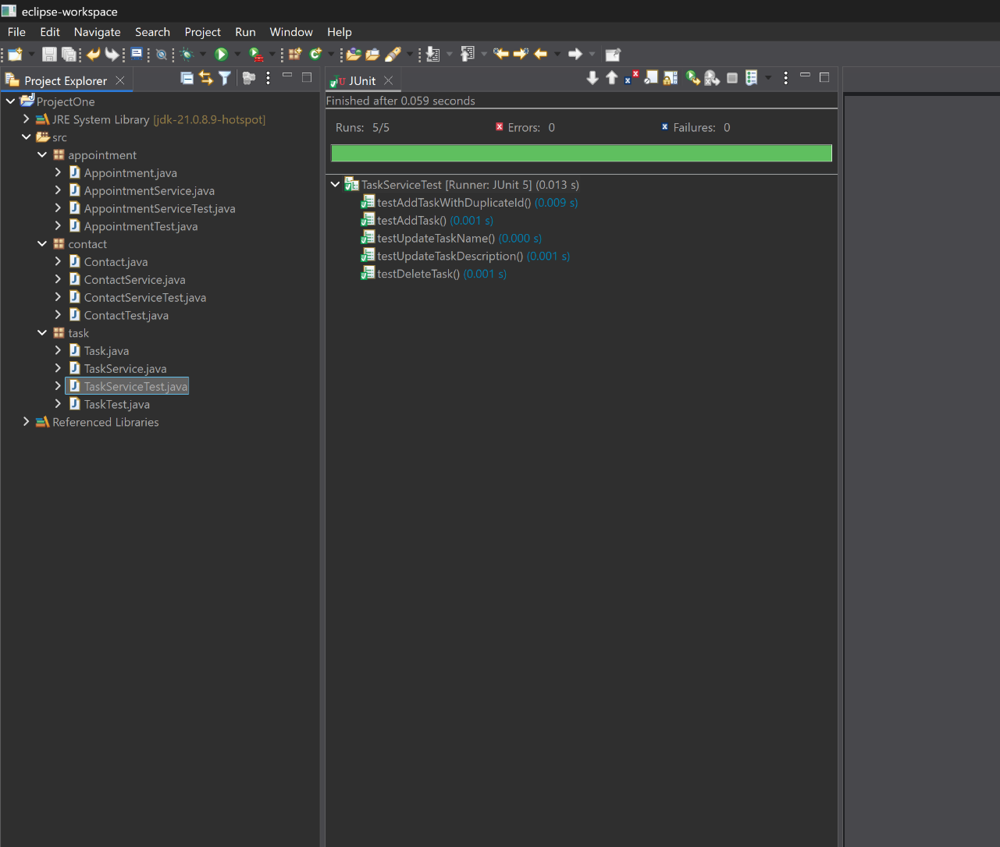 eclipse-workspace
File Edit Navigate Search Project Run Window Help
Project Explorer
ProjectOne
JRE System Library [jdk-21.0.8.9-hotspot]
src
appointment
Appointment.java
AppointmentService.java
AppointmentServiceTest.java
AppointmentTest.java
contact
Contact.java
ContactService.java
ContactServiceTest.java
ContactTest.java
task
Task.java
TaskService.java
TaskServiceTest.java
TaskTest.java
Referenced Libraries
JUnit
Finished after 0.059 seconds
Runs: 5/5 Errors: 0 Failures: 0
TaskServiceTest [Runner: JUnit 5] (0.013 s)
testAddTaskWithDuplicateId() (0.009 s)
testAddTask() (0.001 s)
testUpdateTaskName() (0.000 s)
testUpdateTaskDescription() (0.001 s)
testDeleteTask() (0.001 s)